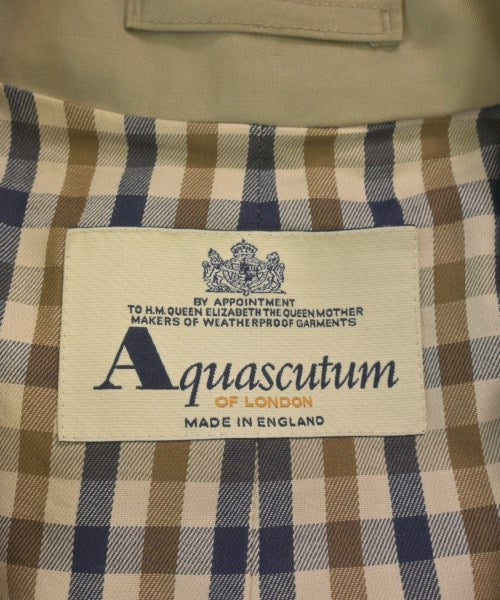 BY APPOINTMENT
TO H.M. QUEEN ELIZABETH THE QUEEN MOTHER
MAKERS OF WEATHERPROOF GARMENTS
Aquascutum
OF LONDON
MADE IN ENGLAND